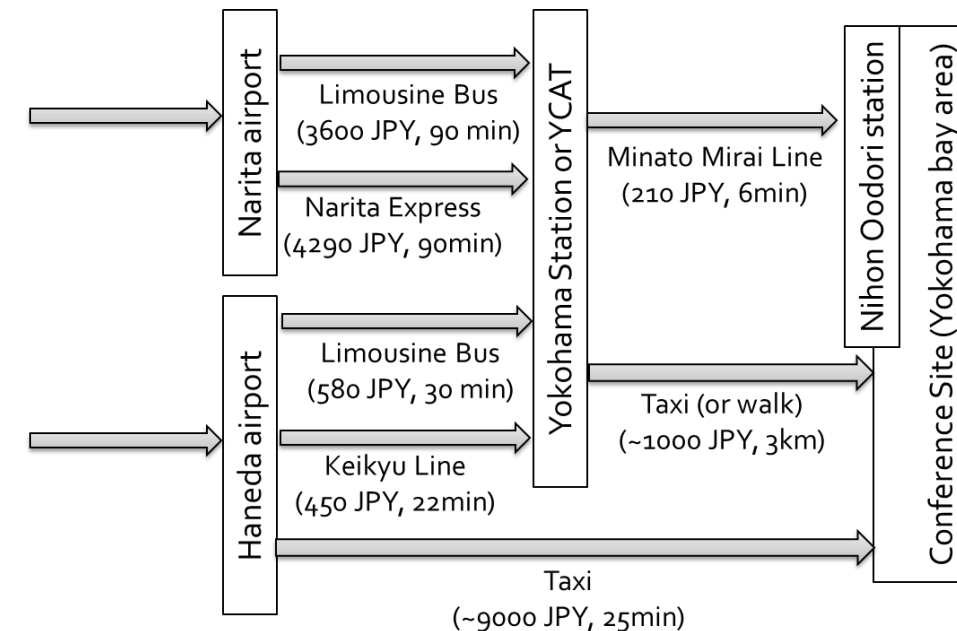 Narita airport
Limousine Bus
(3600 JPY, 90 min)
Narita Express
(4290 JPY, 90min)
Haneda airport
Limousine Bus
(580 JPY, 30 min)
Keikyu Line
(450 JPY, 22min)
Taxi
(~9000 JPY, 25min)
Yokohama Station or YCAT
Minato Mirai Line
(210 JPY, 6min)
Taxi (or walk)
(~1000 JPY, 3km)
Nihon Oodori station
Conference Site (Yokohama bay area)